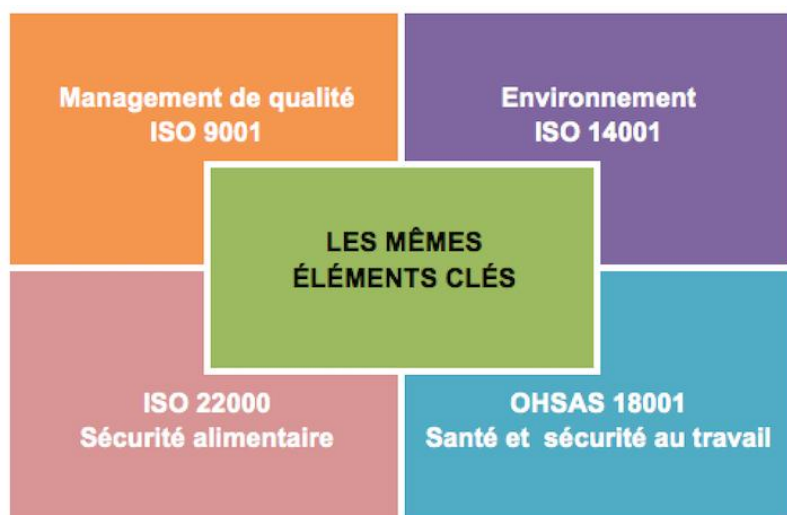 Management de qualité
ISO 9001
Environnement
ISO 14001
LES MÊMES
ÉLÉMENTS CLÉS
ISO 22000
Sécurité alimentaire
OHSAS 18001
Santé et sécurité au travail